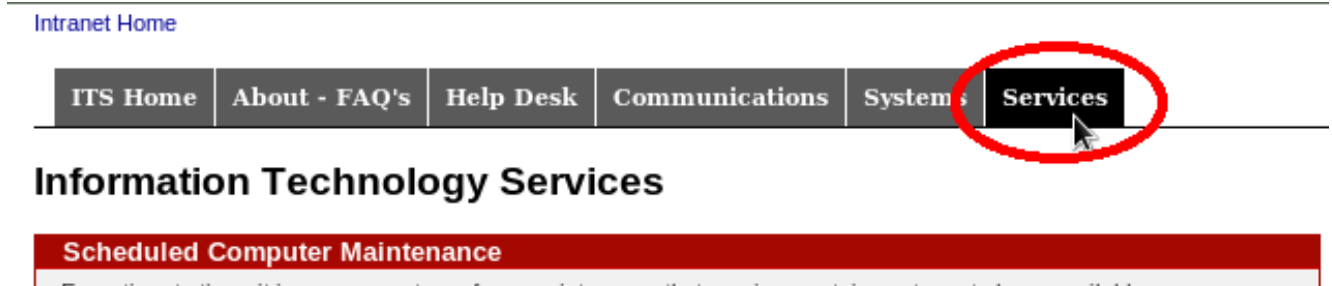 Intranet Home
ITS Home About - FAQ's Help Desk Communications Systems Services
Information Technology Services
Scheduled Computer Maintenance